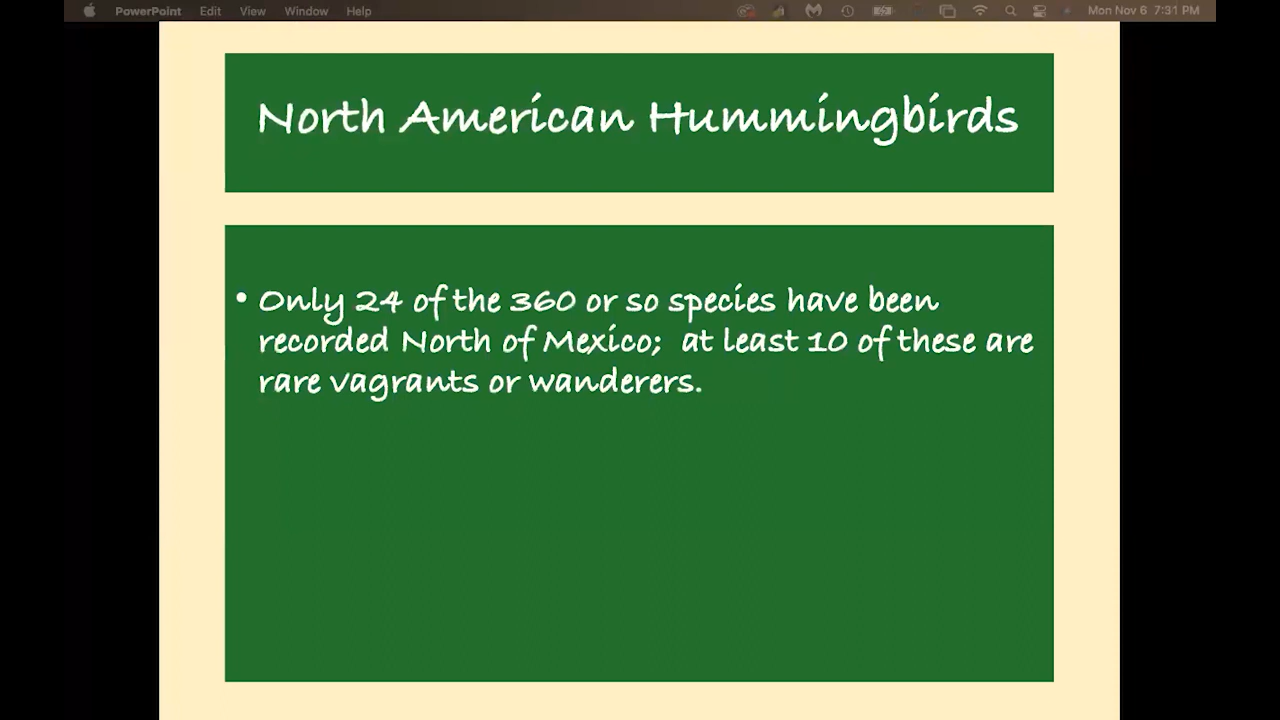 PowerPoint Edit View Window Help Mon Nov 6 7:31 PM
North American Hummingbirds
• Only 24 of the 360 or so species have been
recorded North of Mexico; at least 10 of these are
rare vagrants or wanderers.